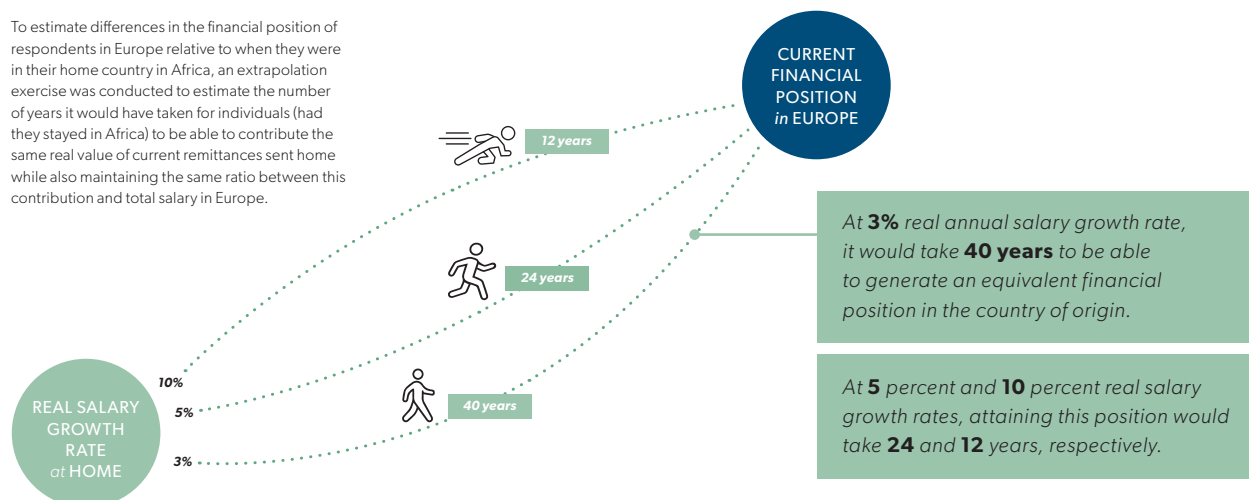 To estimate differences in the financial position of
respondents in Europe relative to when they were
in their home country in Africa, an extrapolation
exercise was conducted to estimate the number
of years it would have taken for individuals (had
they stayed in Africa) to be able to contribute the
same real value of current remittances sent home
while also maintaining the same ratio between this
contribution and total salary in Europe.
CURRENT
FINANCIAL
POSITION
in EUROPE
12 years
24 years
40 years
10%
5%
3%
REAL SALARY
GROWTH
RATE
at HOME
At 3% real annual salary growth rate,
it would take 40 years to be able
to generate an equivalent financial
position in the country of origin.
At 5 percent and 10 percent real salary
growth rates, attaining this position would
take 24 and 12 years, respectively.